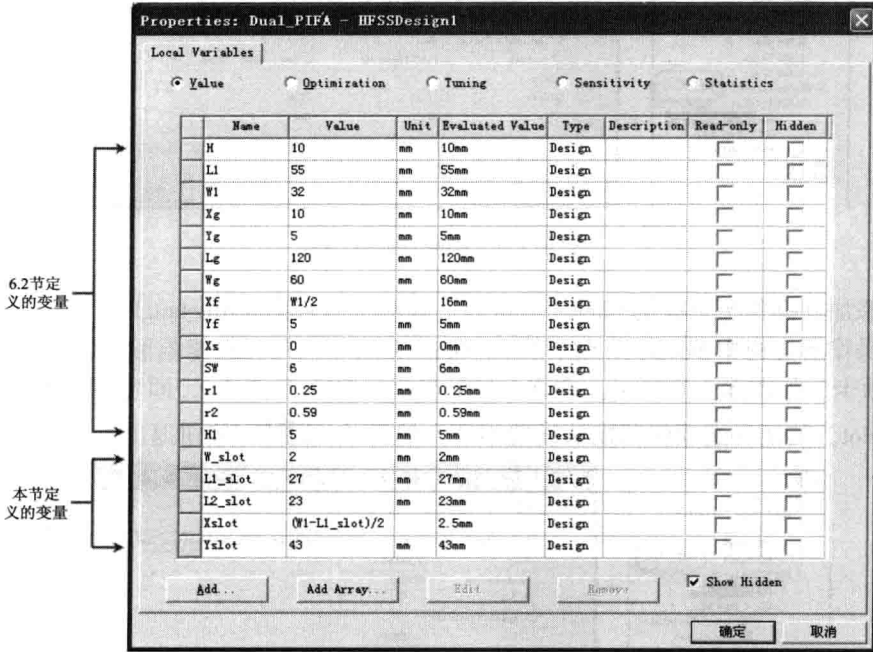 Properties: Dual_PIFA - HFSSDesign1
Local Variables
Value Optimization Tuning Sensitivity Statistics
Name Value Unit Evaluated Value Type Description Read-only Hidden
H 10 mm 10mm Design
L1 55 mm 55mm Design
W1 32 mm 32mm Design
Xg 10 mm 10mm Design
Yg 5 mm 5mm Design
Lg 120 mm 120mm Design
Wg 60 mm 60mm Design
Xf W1/2 16mm Design
Yf 5 mm 5mm Design
Xs 0 mm 0mm Design
SW 6 mm 6mm Design
r1 0.25 mm 0.25mm Design
r2 0.59 mm 0.59mm Design
H1 5 mm 5mm Design
W_slot 2 mm 2mm Design
L1_slot 27 mm 27mm Design
L2_slot 23 mm 23mm Design
Xslot (W1-L1_slot)/2 2.5mm Design
Yslot 43 mm 43mm Design
6.2节定
义的变量
本节定
义的变量
Add... Add Array... Edit Remove Show Hidden
确定 取消